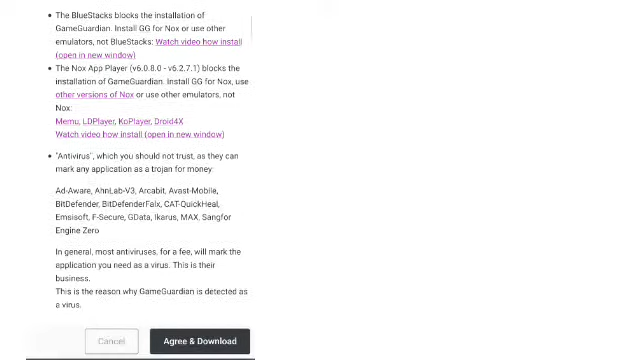 The BlueStacks blocks the installation of
GameGuardian. Install GG for Nox or use other
emulators, not BlueStacks: Watch video how install
(open in new window)
The Nox App Player (v6.0.8.0 - v6.2.7.1) blocks the
installation of GameGuardian. Install GG for Nox, use
other versions of Nox or use other emulators, not
Nox:
Memu, LDPlayer, KoPlayer, Droid4X
Watch video how install (open in new window)
"Antivirus", which you should not trust, as they can
mark any application as a trojan for money:
Ad-Aware, AhnLab-V3, Arcabit, Avast-Mobile,
BitDefender, BitDefenderFalx, CAT-QuickHeal,
Emsisoft, F-Secure, GData, Ikarus, MAX, Sangfor
Engine Zero
In general, most antiviruses, for a fee, will mark the
application you need as a virus. This is their
business.
This is the reason why GameGuardian is detected as
a virus.
Cancel
Agree & Download